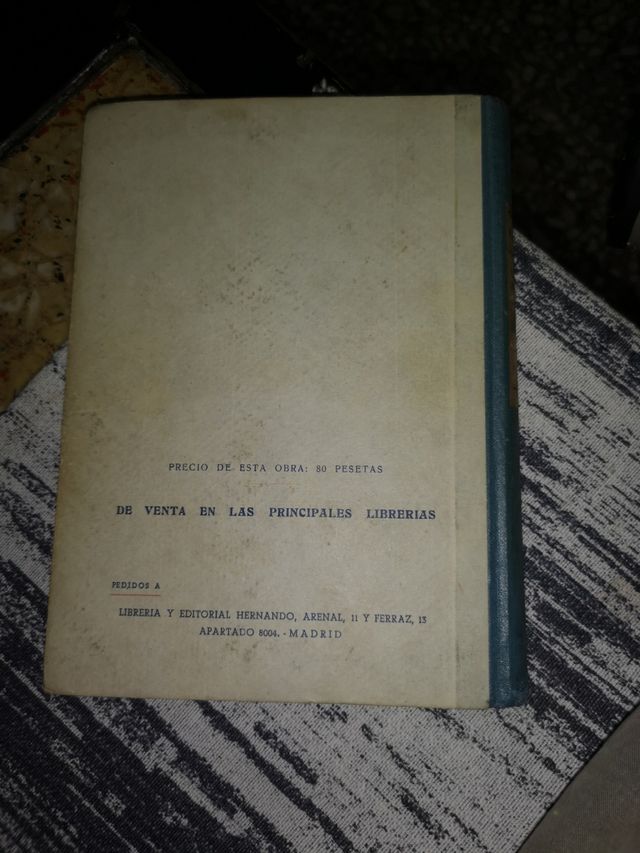 PRECIO DE ESTA OBRA: 80 PESETAS
DE VENTA EN LAS PRINCIPALES LIBRERIAS
PEDIDOS A
LIBRERIA Y EDITORIAL HERNANDO, ARENAL, 11 Y FERRAZ, 13
APARTADO 8004. - MADRID